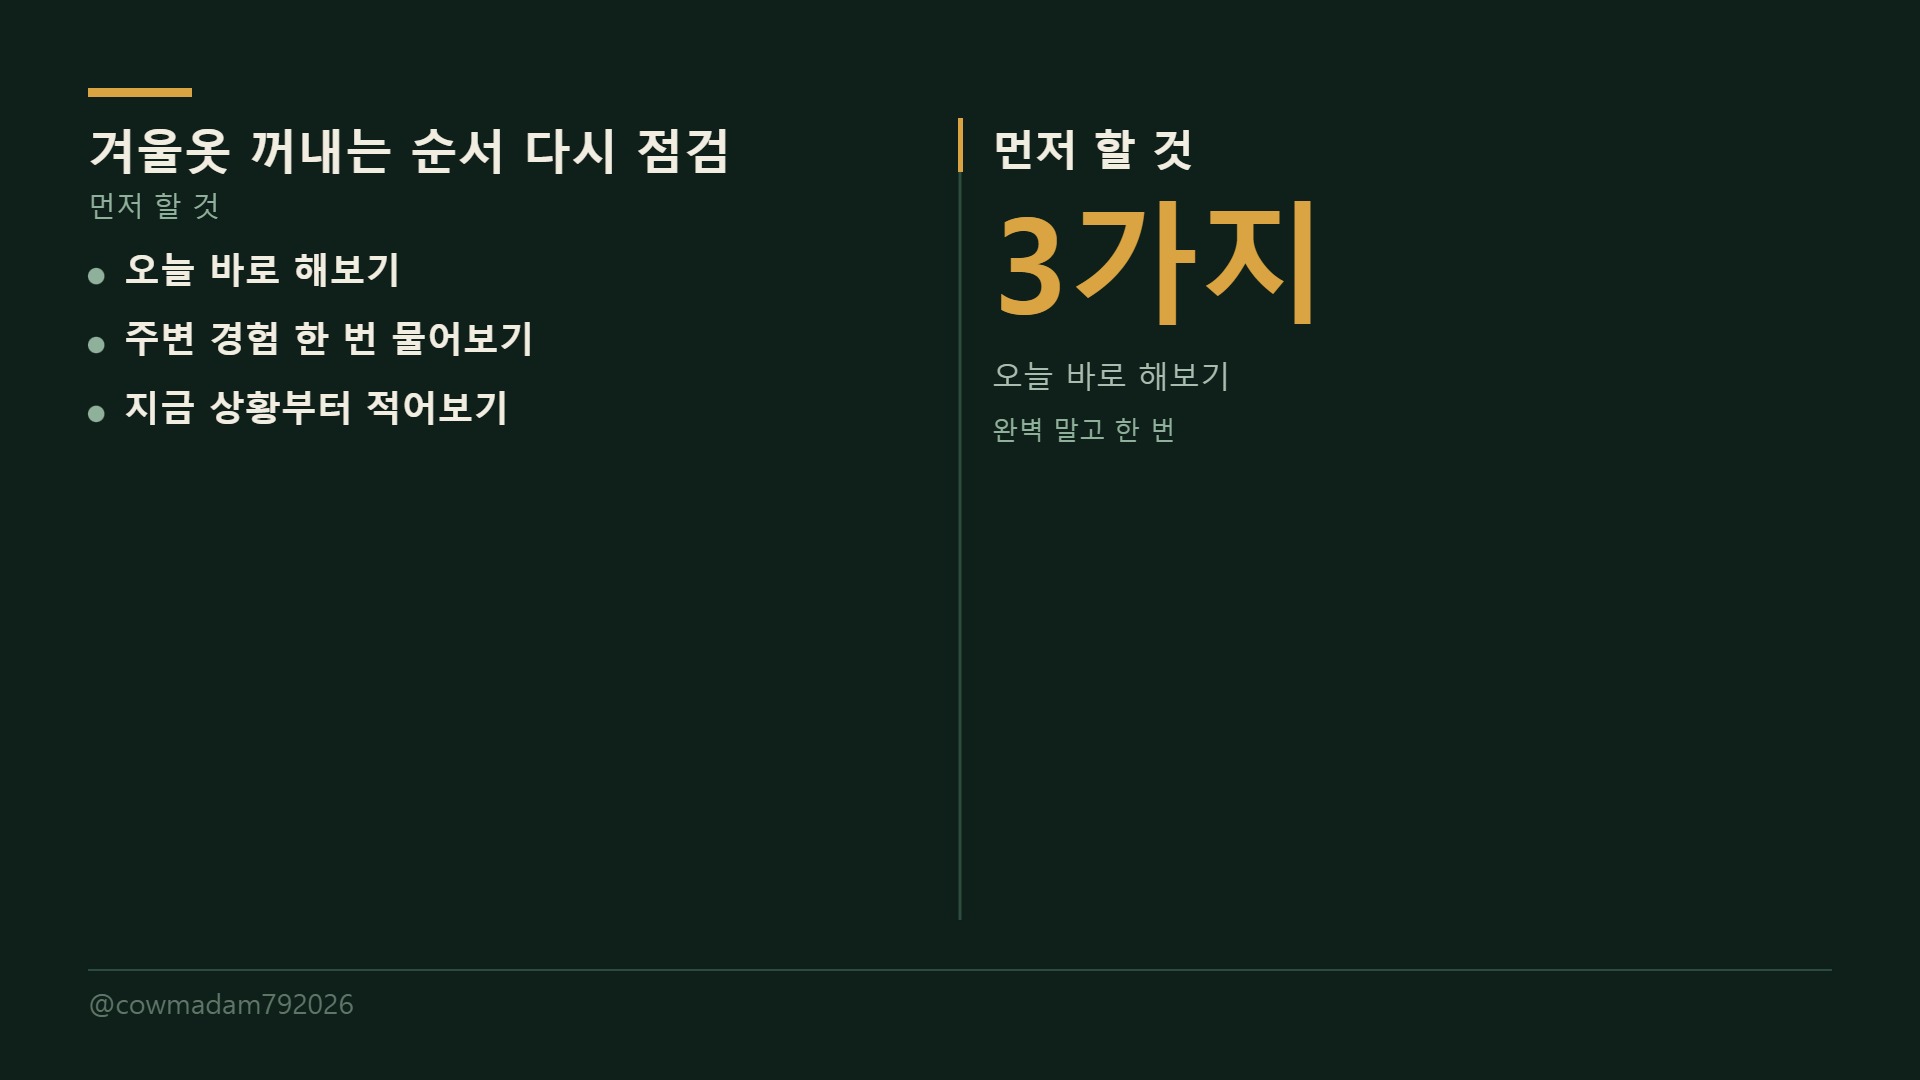 겨울옷 꺼내는 순서 다시 점검
먼저 할 것
오늘 바로 해보기
주변 경험 한 번 물어보기
지금 상황부터 적어보기
먼저 할 것
3가지
오늘 바로 해보기
완벽 말고 한 번
@cowmadam792026